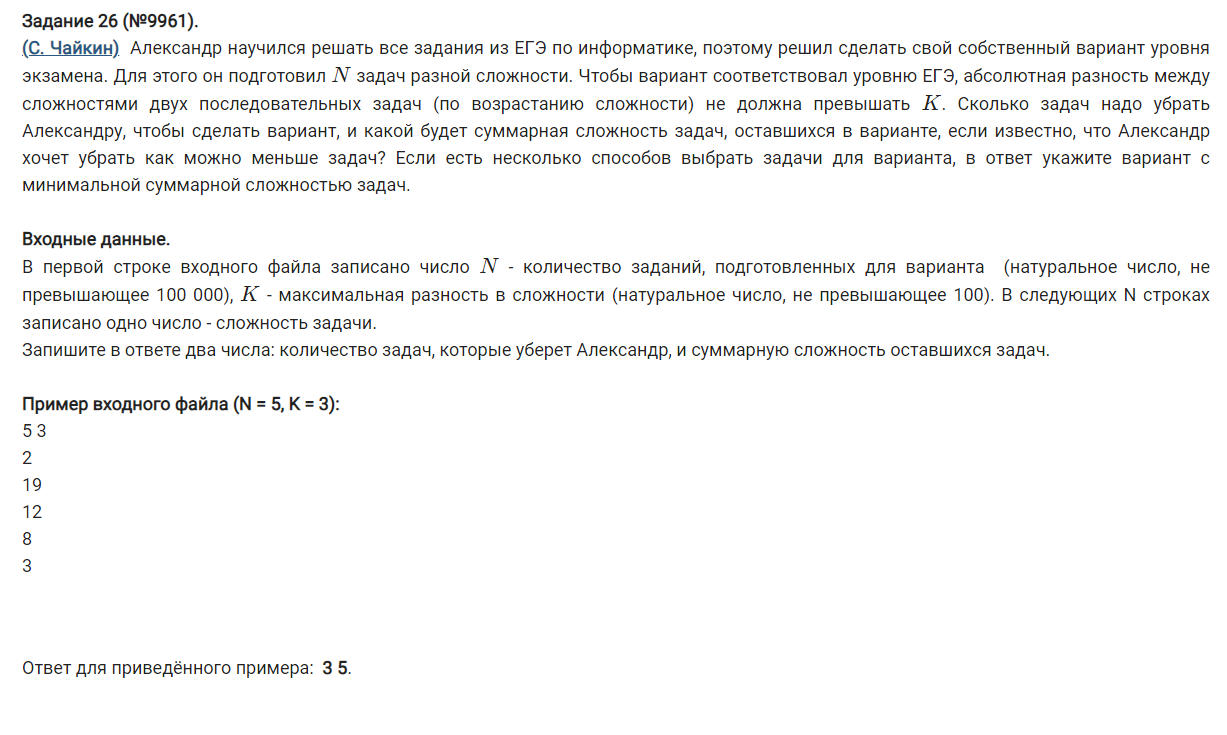 Задание 26 (№9961).
(С. Чайкин) Александр научился решать все задания из ЕГЭ по информатике, поэтому решил сделать свой собственный вариант уровня
экзамена. Для этого он подготовил N задач разной сложности. Чтобы вариант соответствовал уровню ЕГЭ, абсолютная разность между
сложностями двух последовательных задач (по возрастанию сложности) не должна превышать K. Сколько задач надо убрать
Александру, чтобы сделать вариант, и какой будет суммарная сложность задач, оставшихся в варианте, если известно, что Александр
хочет убрать как можно меньше задач? Если есть несколько способов выбрать задачи для варианта, в ответ укажите вариант с
минимальной суммарной сложностью задач.
Входные данные.
В первой строке входного файла записано число N - количество заданий, подготовленных для варианта (натуральное число, не
превышающее 100 000), K - максимальная разность в сложности (натуральное число, не превышающее 100). В следующих N строках
записано одно число - сложность задачи.
Запишите в ответе два числа: количество задач, которые уберет Александр, и суммарную сложность оставшихся задач.
Пример входного файла (N = 5, K = 3):
5 3
2
19
12
8
3
Ответ для приведённого примера: 3 5.